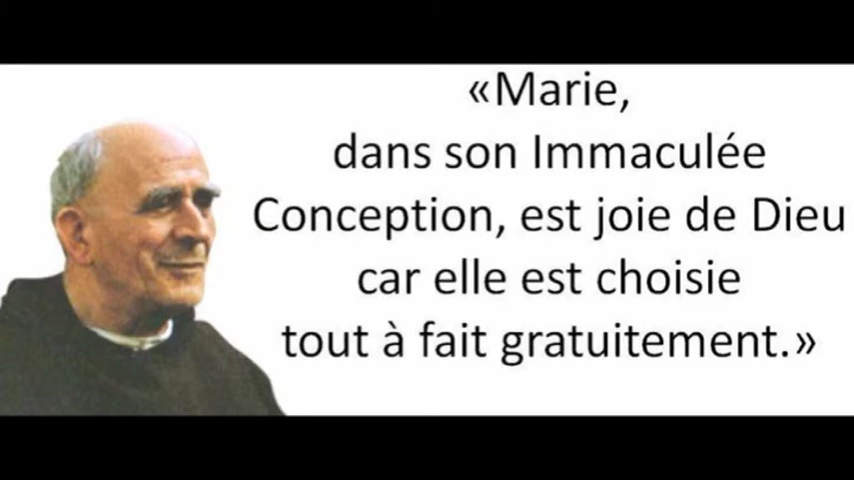 «Marie,
dans son Immaculée
Conception, est joie de Dieu
car elle est choisie
tout à fait gratuitement.»